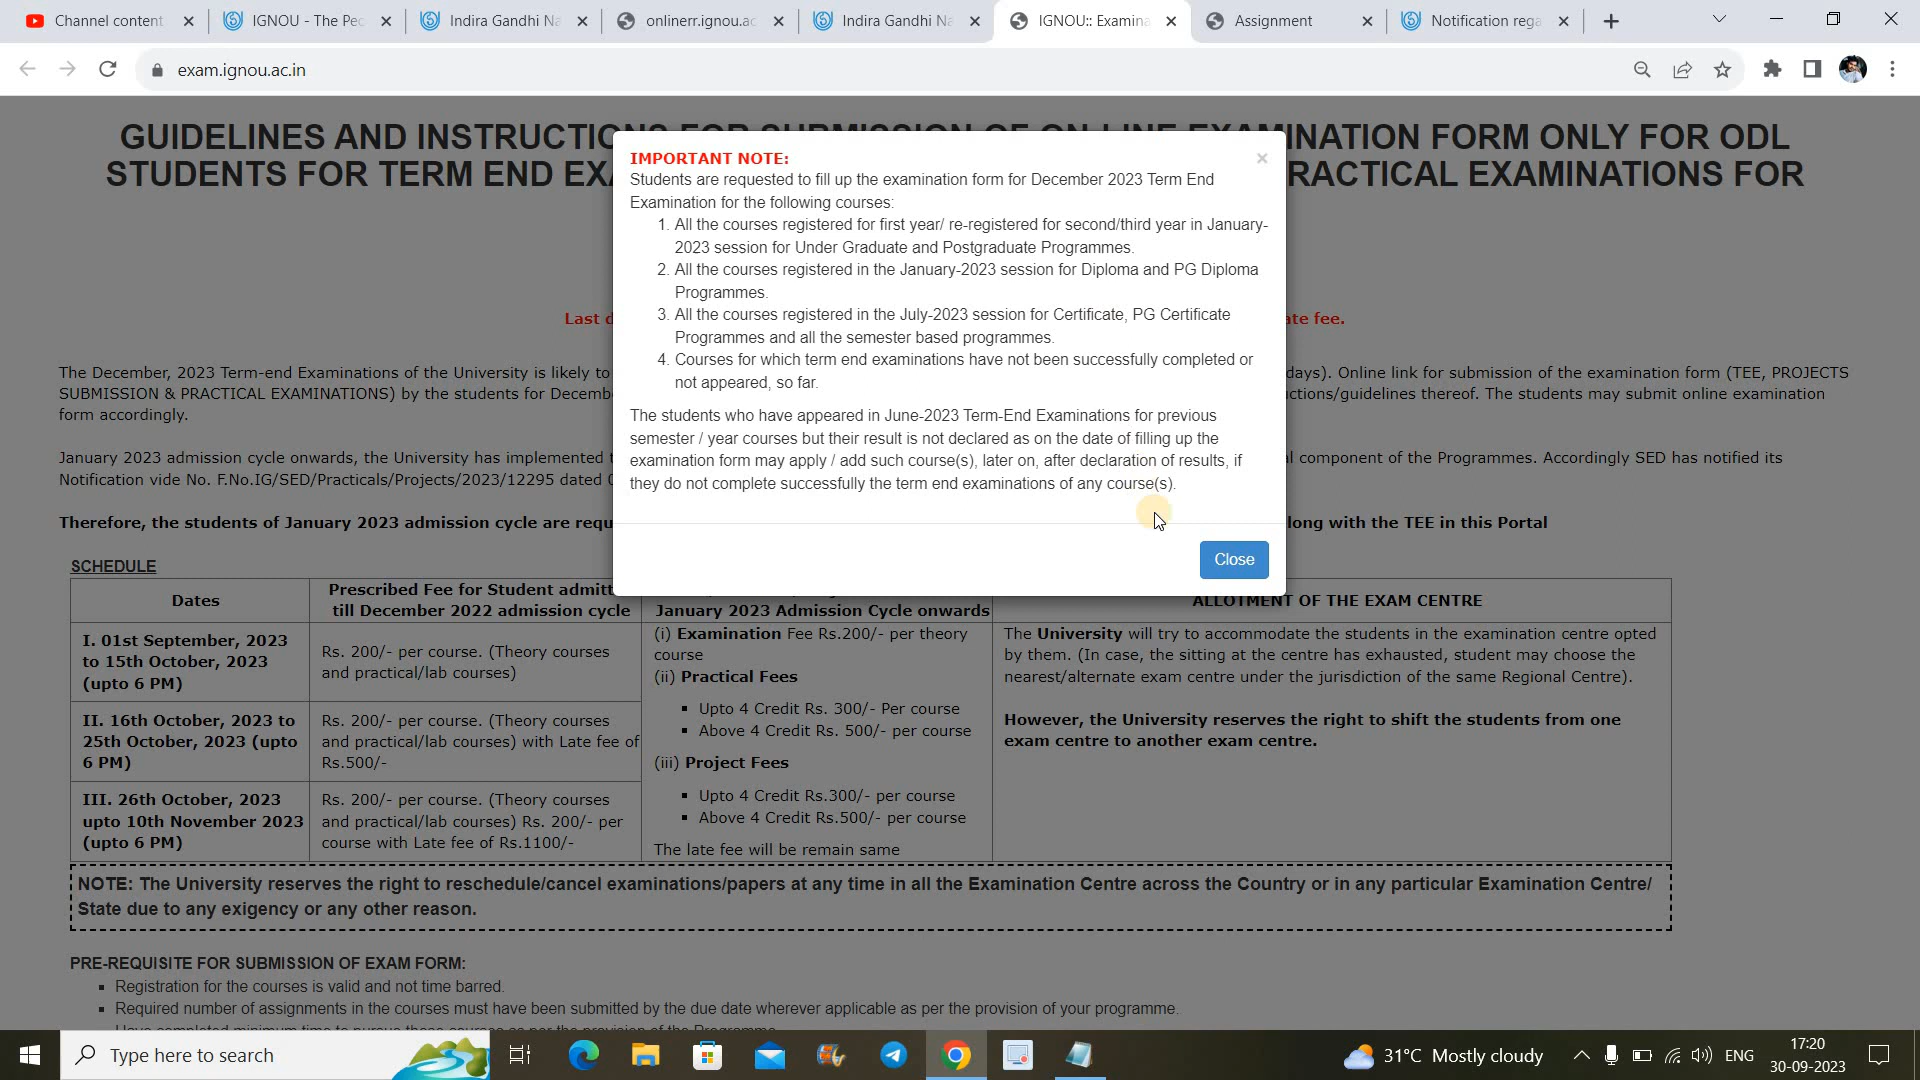 Channel content
IGNOU - The Pe
Indira Gandhi Na
onlinerr.ignou.ac
Indira Gandhi Na
IGNOU:: Examina
Assignment
Notification rega
exam.ignou.ac.in
GUIDELINES AND INSTRUCTIO
MINATION FORM ONLY FOR ODL
STUDENTS FOR TERM END EX
RACTICAL EXAMINATIONS FOR
IMPORTANT NOTE:
Students are requested to fill up the examination form for December 2023 Term End
Examination for the following courses:
1. All the courses registered for first year/ re-registered for second/third year in January-
2023 session for Under Graduate and Postgraduate Programmes.
2. All the courses registered in the January-2023 session for Diploma and PG Diploma
Programmes.
3. All the courses registered in the July-2023 session for Certificate, PG Certificate
Programmes and all the semester based programmes.
4. Courses for which term end examinations have not been successfully completed or
not appeared, so far.
The students who have appeared in June-2023 Term-End Examinations for previous
semester / year courses but their result is not declared as on the date of filling up the
examination form may apply / add such course(s), later on, after declaration of results, if
they do not complete successfully the term end examinations of any course(s).
Close
Last d
ate fee.
The December, 2023 Term-end Examinations of the University is likely to
days). Online link for submission of the examination form (TEE, PROJECTS
SUBMISSION & PRACTICAL EXAMINATIONS) by the students for Decemb
ctions/guidelines thereof. The students may submit online examination
form accordingly.
January 2023 admission cycle onwards, the University has implemented t
l component of the Programmes. Accordingly SED has notified its
Notification vide No. F.No.IG/SED/Practicals/Projects/2023/12295 dated 0
Therefore, the students of January 2023 admission cycle are requ
long with the TEE in this Portal
SCHEDULE
Dates
Prescribed Fee for Student admitt
till December 2022 admission cycle
January 2023 Admission Cycle onwards
ALLOTMENT OF THE EXAM CENTRE
I. 01st September, 2023
to 15th October, 2023
(upto 6 PM)
Rs. 200/- per course. (Theory courses
and practical/lab courses)
II. 16th October, 2023 to
25th October, 2023 (upto
6 PM)
Rs. 200/- per course. (Theory courses
and practical/lab courses) with Late fee of
Rs.500/-
III. 26th October, 2023
upto 10th November 2023
(upto 6 PM)
Rs. 200/- per course. (Theory courses
and practical/lab courses) Rs. 200/- per
course with Late fee of Rs.1100/-
(i) Examination Fee Rs.200/- per theory
course
(ii) Practical Fees
▪ Upto 4 Credit Rs. 300/- Per course
▪ Above 4 Credit Rs. 500/- per course
(iii) Project Fees
▪ Upto 4 Credit Rs.300/- per course
▪ Above 4 Credit Rs.500/- per course
The late fee will be remain same
The University will try to accommodate the students in the examination centre opted
by them. (In case, the sitting at the centre has exhausted, student may choose the
nearest/alternate exam centre under the jurisdiction of the same Regional Centre).
However, the University reserves the right to shift the students from one
exam centre to another exam centre.
NOTE: The University reserves the right to reschedule/cancel examinations/papers at any time in all the Examination Centre across the Country or in any particular Examination Centre/
State due to any exigency or any other reason.
PRE-REQUISITE FOR SUBMISSION OF EXAM FORM:
▪ Registration for the courses is valid and not time barred.
▪ Required number of assignments in the courses must have been submitted by the due date wherever applicable as per the provision of your programme.
Type here to search
31°C Mostly cloudy
ENG
17:20
30-09-2023